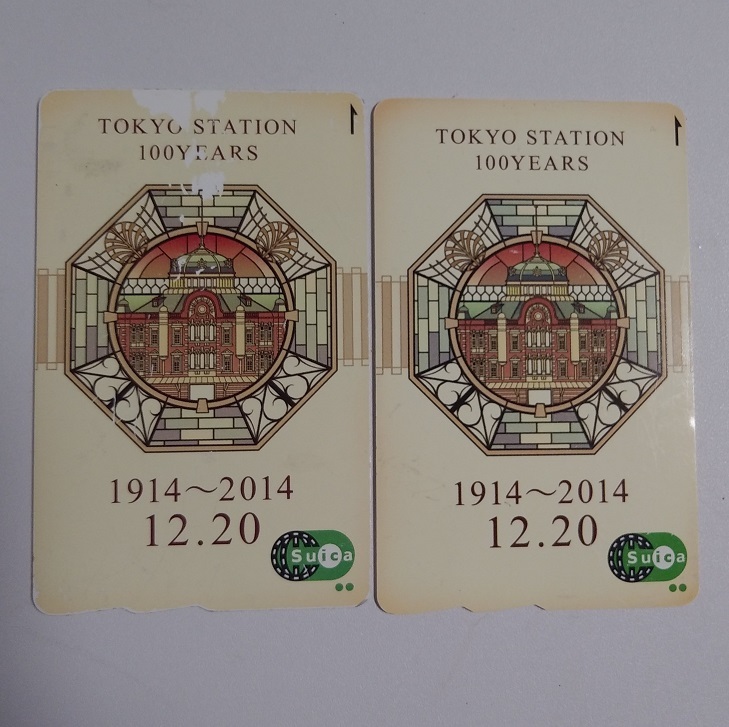 TOKYO STATION
100YEARS
1914～2014
12.20
Suica
TOKYO STATION
100YEARS
1914～2014
12.20
Suica